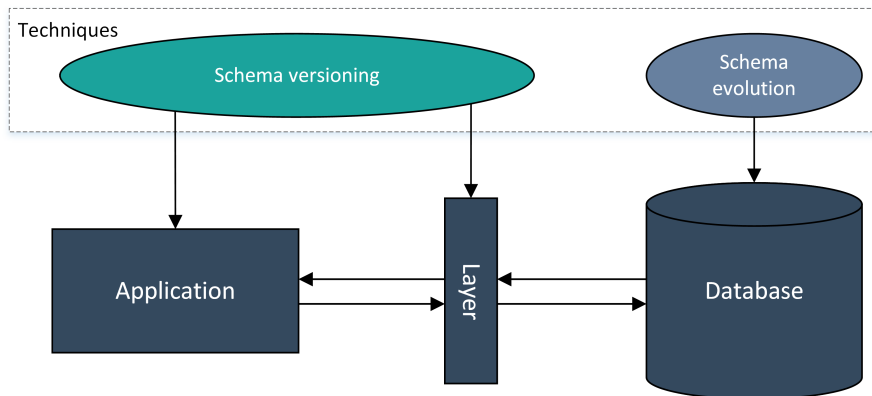 Techniques
Schema versioning
Schema
evolution
Application
Layer
Database